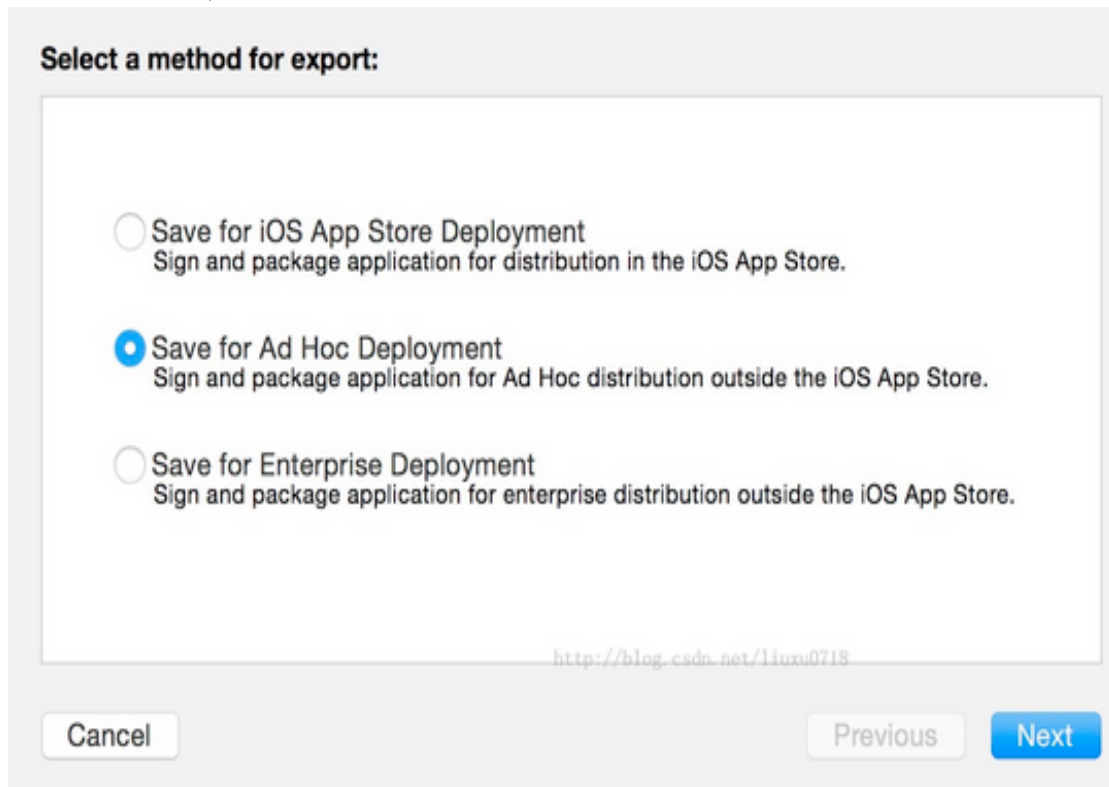 Select a method for export:
Save for iOS App Store Deployment
Sign and package application for distribution in the iOS App Store.
Save for Ad Hoc Deployment
Sign and package application for Ad Hoc distribution outside the iOS App Store.
Save for Enterprise Deployment
Sign and package application for enterprise distribution outside the iOS App Store.
http://blog.csdn.net/liuxu0718
Cancel
Previous
Next